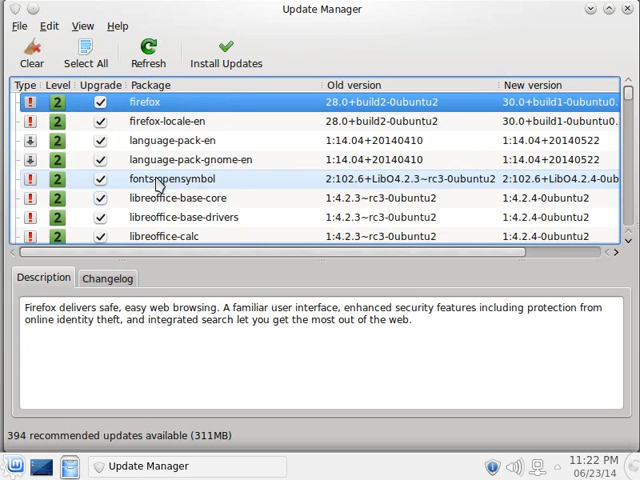 Update Manager
File Edit View Help
Clear Select All Refresh Install Updates
Type Level Upgrade Package Old version New version
2 firefox 28.0+build2-0ubuntu2 30.0+build1-0ubuntu0.
2 firefox-locale-en 28.0+build2-0ubuntu2 30.0+build1-0ubuntu0.
2 language-pack-en 1:14.04+20140410 1:14.04+20140522
2 language-pack-gnome-en 1:14.04+20140410 1:14.04+20140522
2 fonts-opensymbol 2:102.6+LibO4.2.3~rc3-0ubuntu2 2:102.6+LibO4.2.4-0ub
2 libreoffice-base-core 1:4.2.3~rc3-0ubuntu2 1:4.2.4-0ubuntu2
2 libreoffice-base-drivers 1:4.2.3~rc3-0ubuntu2 1:4.2.4-0ubuntu2
2 libreoffice-calc 1:4.2.3~rc3-0ubuntu2 1:4.2.4-0ubuntu2
Description Changelog
Firefox delivers safe, easy web browsing. A familiar user interface, enhanced security features including protection from
online identity theft, and integrated search let you get the most out of the web.
394 recommended updates available (311MB)
Update Manager
11:22 PM
06/23/14